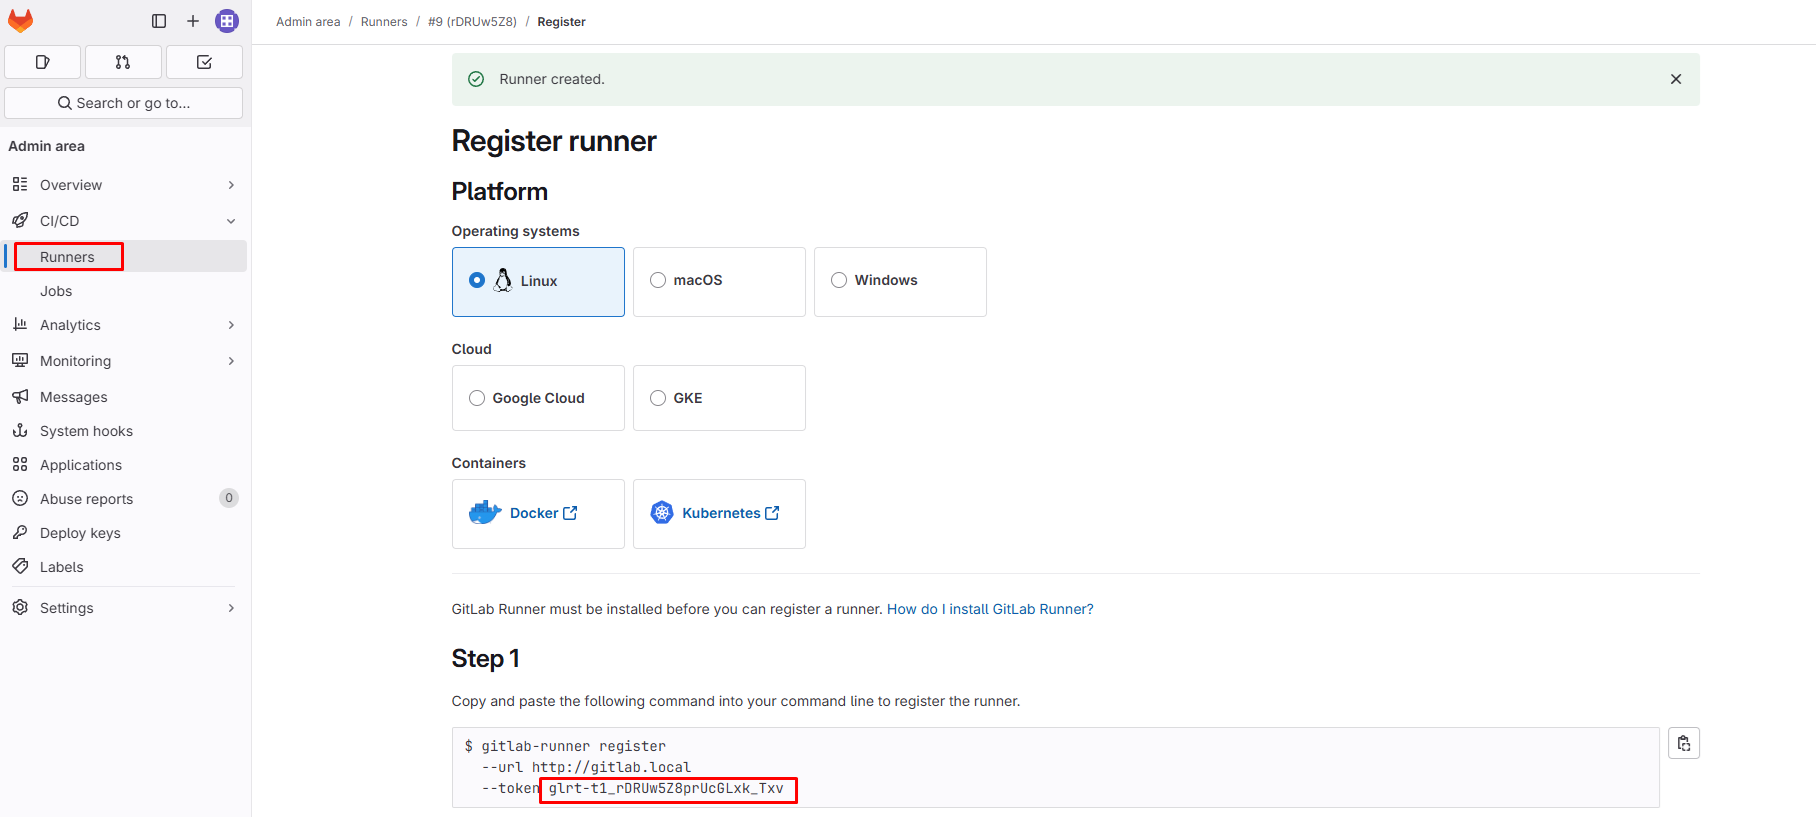 Admin area / Runners / #9 (rDRUw5Z8) / Register
Search or go to...
Admin area
Overview
CI/CD
Runners
Jobs
Analytics
Monitoring
Messages
System hooks
Applications
Abuse reports 0
Deploy keys
Labels
Settings
Runner created.
Register runner
Platform
Operating systems
Linux macOS Windows
Cloud
Google Cloud GKE
Containers
Docker Kubernetes
GitLab Runner must be installed before you can register a runner. How do I install GitLab Runner?
Step 1
Copy and paste the following command into your command line to register the runner.
$ gitlab-runner register
--url http://gitlab.local
--token glrt-t1_rDRUw5Z8prUcGLxk_Txv